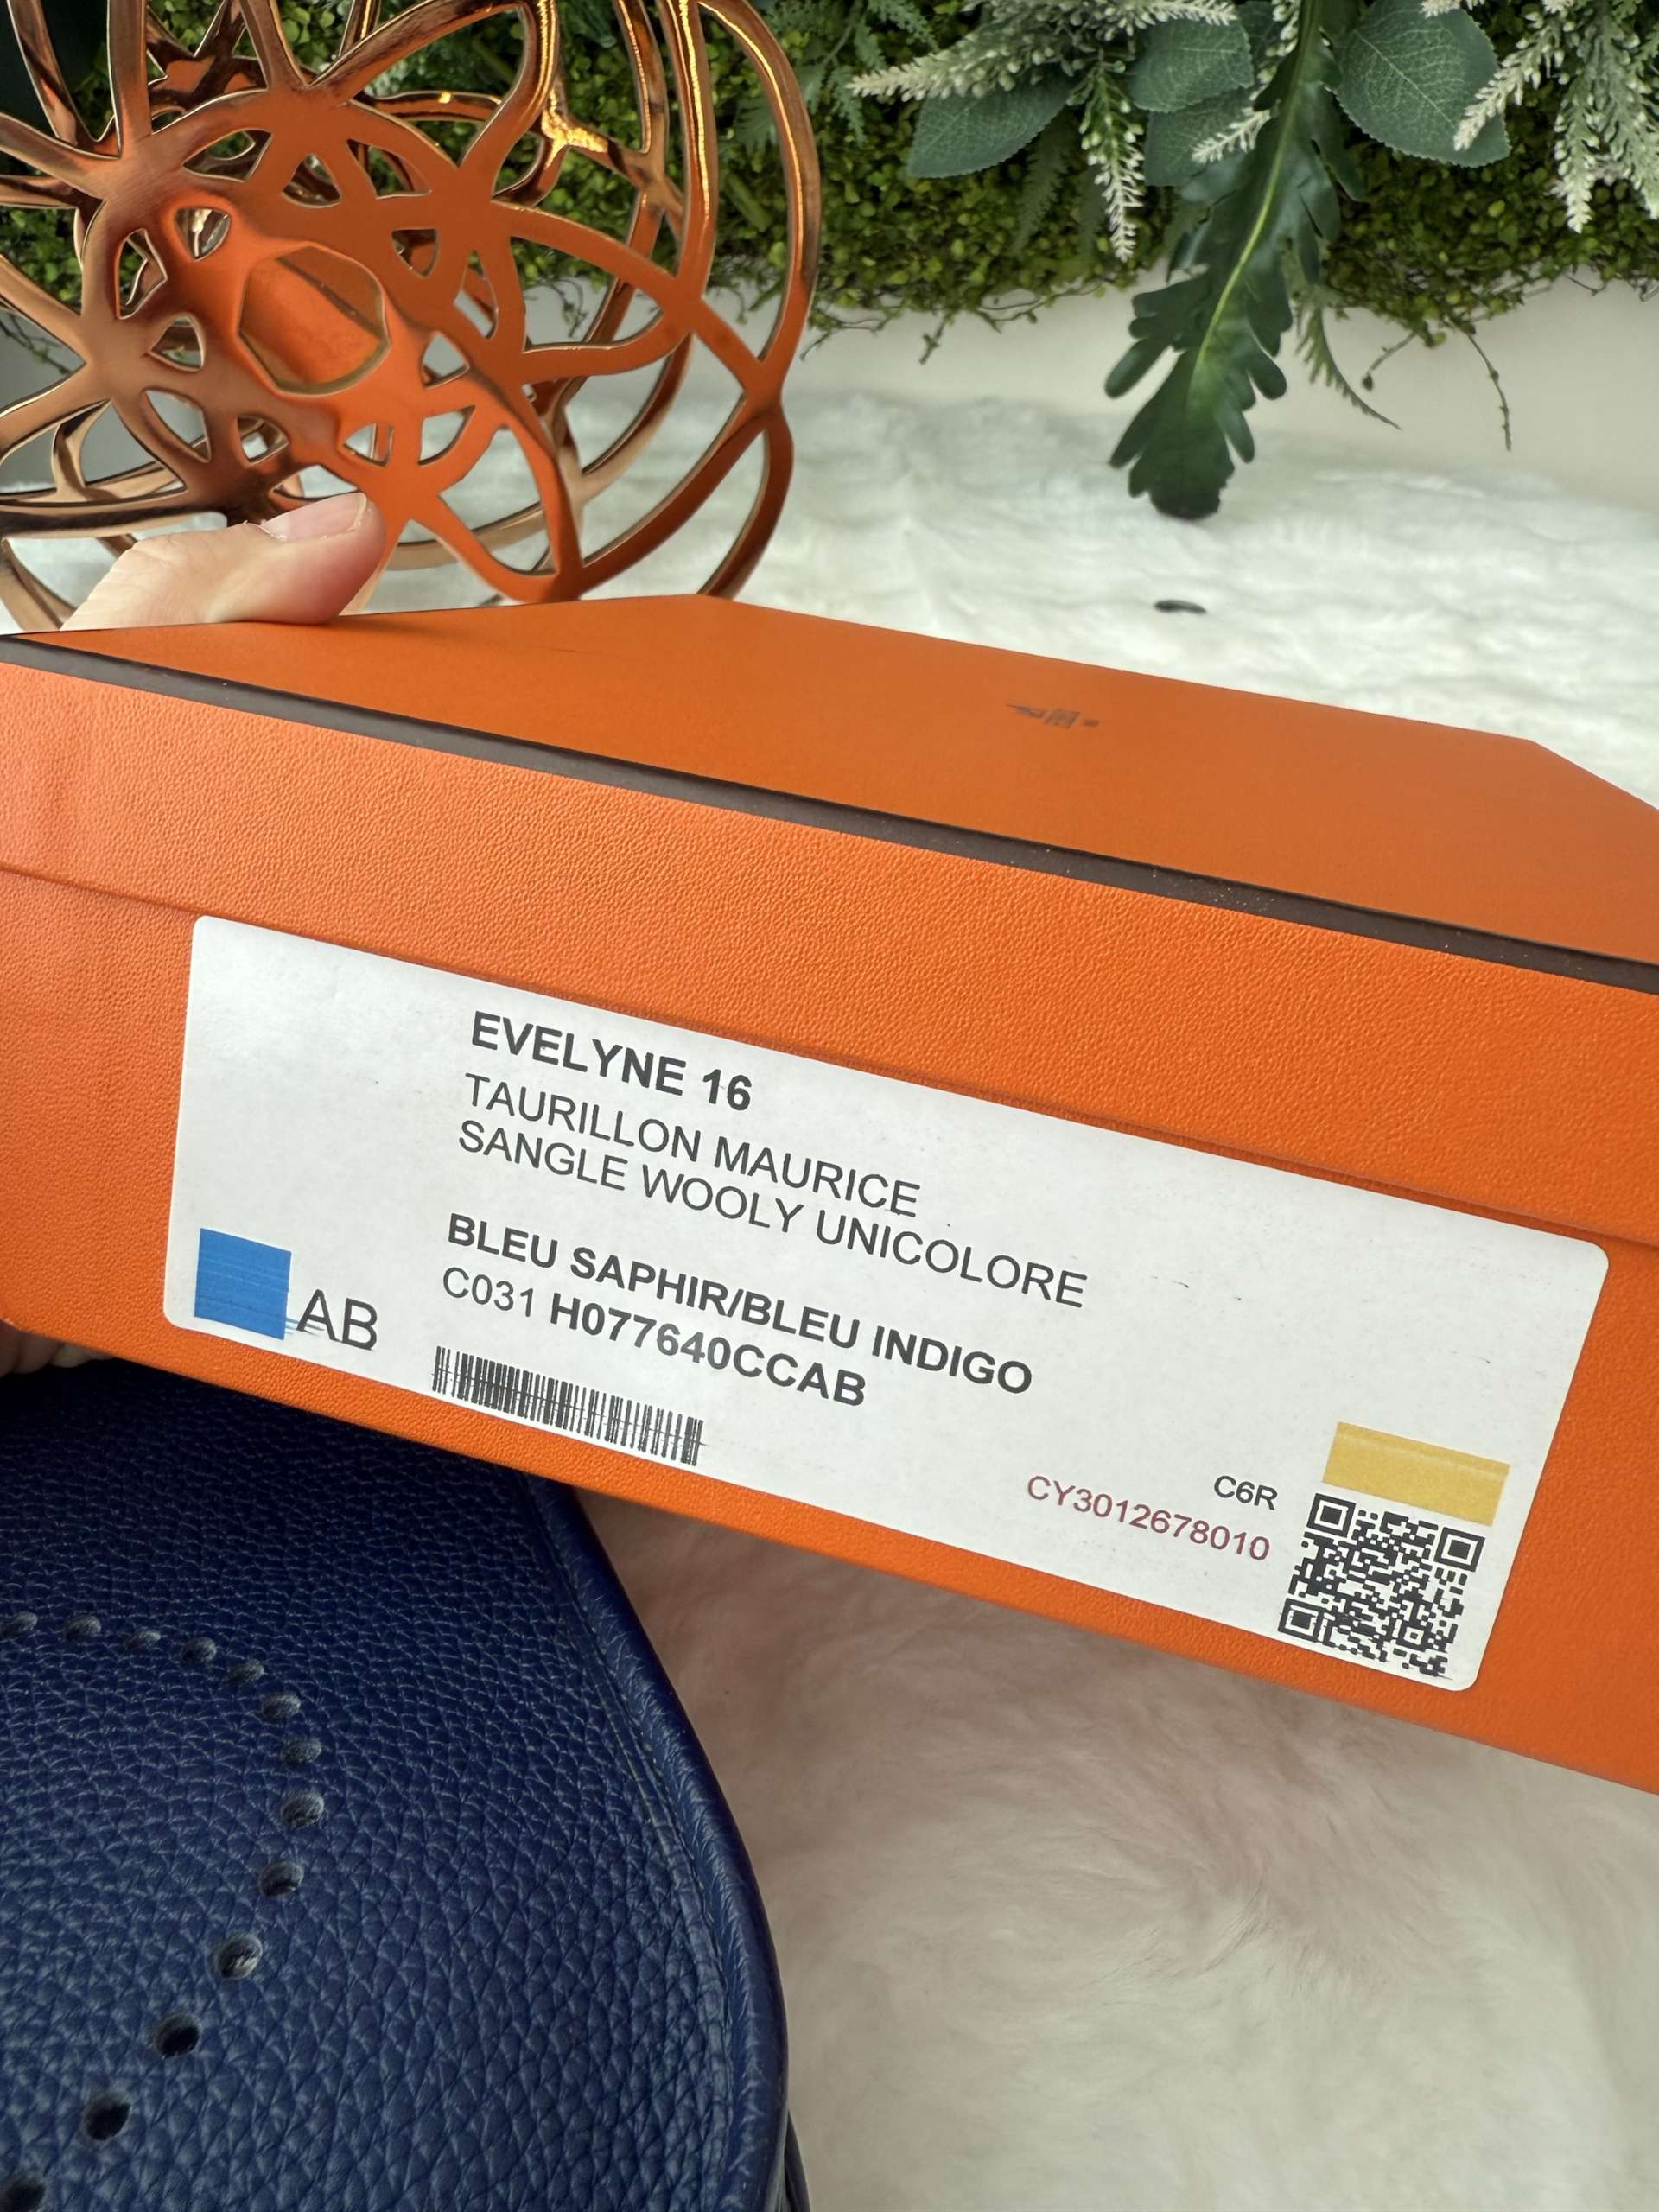 EVELYNE 16
TAURILLON MAURICE
SANGLE WOOLY UNICOLORE
BLEU SAPHIR/BLEU INDIGO
AB
C031 H077640CCAB
C6R
CY3012678010